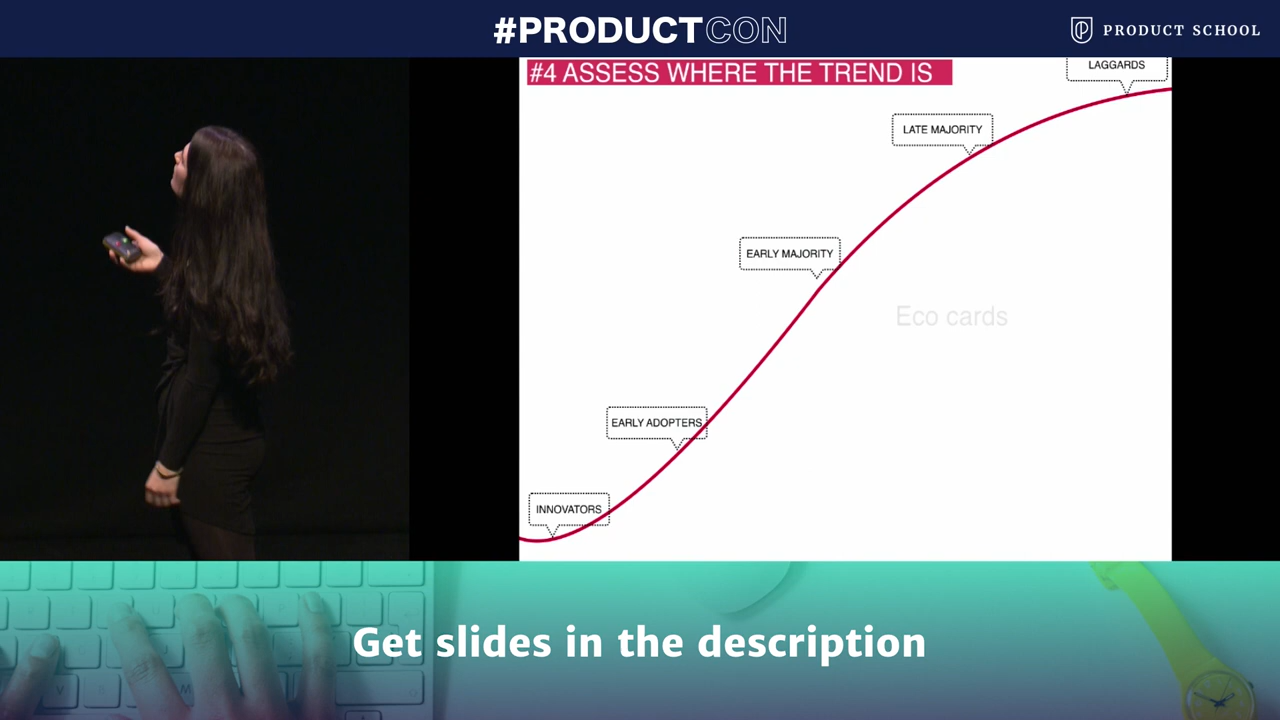 #PRODUCTCON
PRODUCT SCHOOL
#4 ASSESS WHERE THE TREND IS
LAGGARDS
LATE MAJORITY
EARLY MAJORITY
Eco cards
EARLY ADOPTERS
INNOVATORS
Get slides in the description